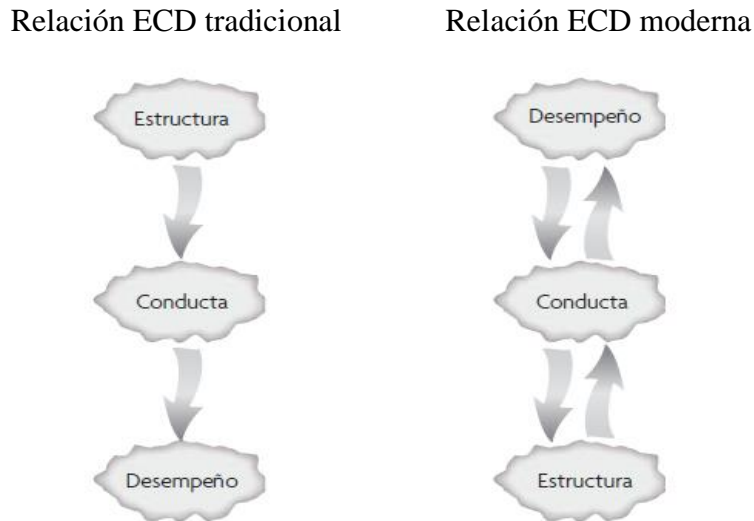 Relación ECD tradicional
Relación ECD moderna
Estructura
Conducta
Desempeño
Desempeño
Conducta
Estructura